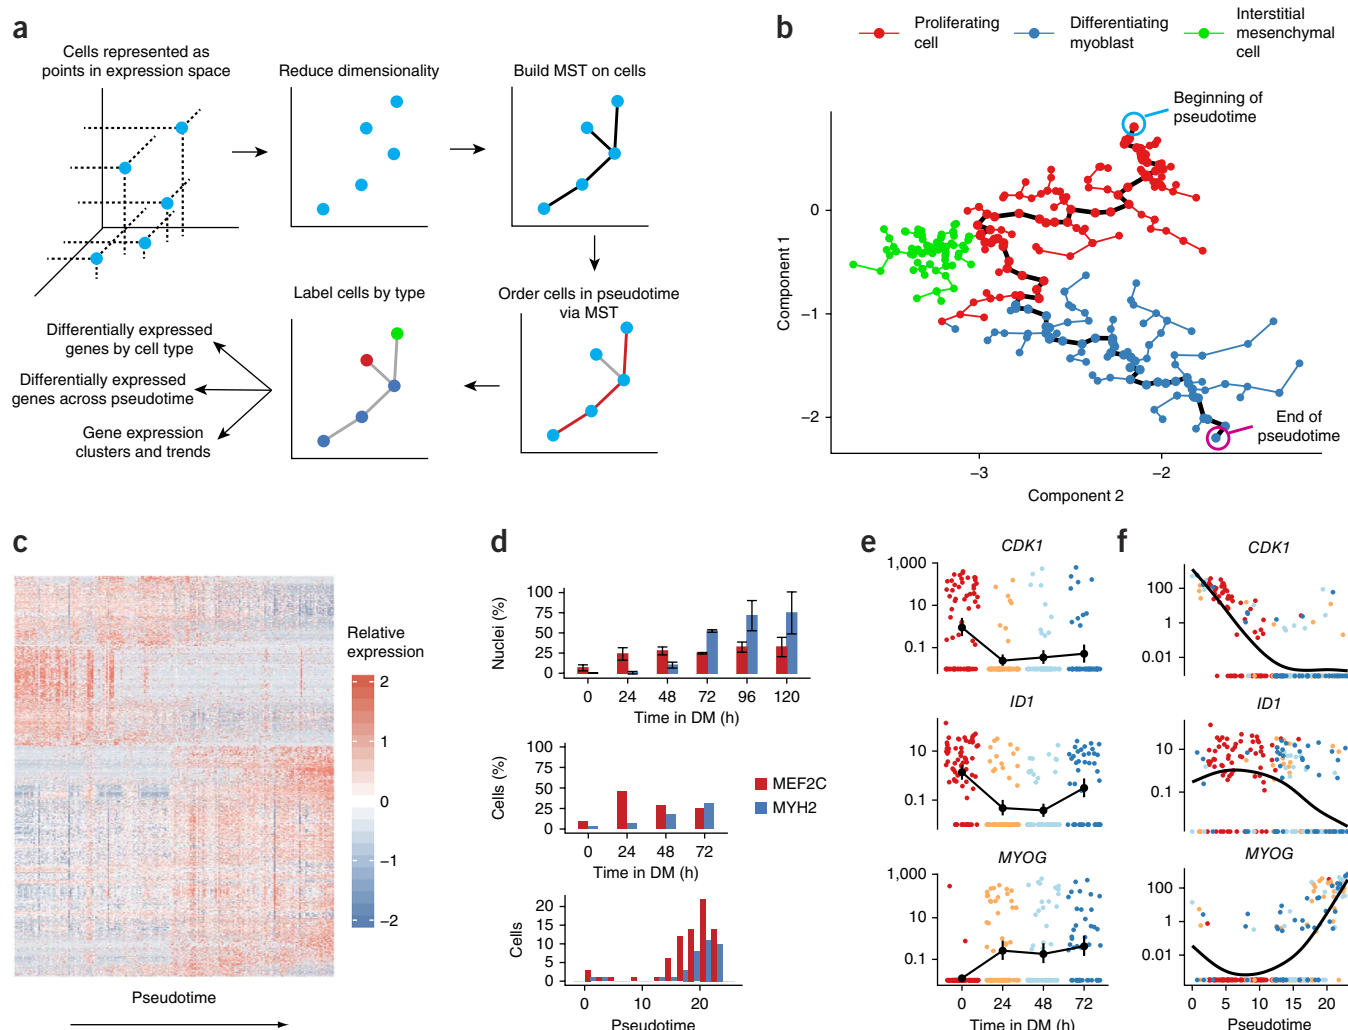 a
Cells represented as
points in expression space
Reduce dimensionality
Build MST on cells
Label cells by type
Order cells in pseudotime
via MST
Differentially expressed
genes by cell type
Differentially expressed
genes across pseudotime
Gene expression
clusters and trends
b
Proliferating
cell
Differentiating
myoblast
Interstitial
mesenchymal
cell
Beginning of
pseudotime
End of
pseudotime
Component 1
0
−1
−2
−3
−2
Component 2
c
Relative
expression
2
1
0
−1
−2
Pseudotime
d
Nuclei (%)
100
75
50
25
0
0 24 48 72 96 120
Time in DM (h)
Cells (%)
100
75
50
25
0
0 24 48 72
Time in DM (h)
MEF2C
MYH2
Cells
20
15
10
5
0
0 10 20
Pseudotime
e
CDK1
1,000
10
0.1
ID1
10
0.1
MYOG
1,000
10
0.1
0 24 48 72
Time in DM (h)
f
CDK1
100
1
0.01
ID1
10
0.1
MYOG
100
1
0.01
0 5 10 15 20
Pseudotime